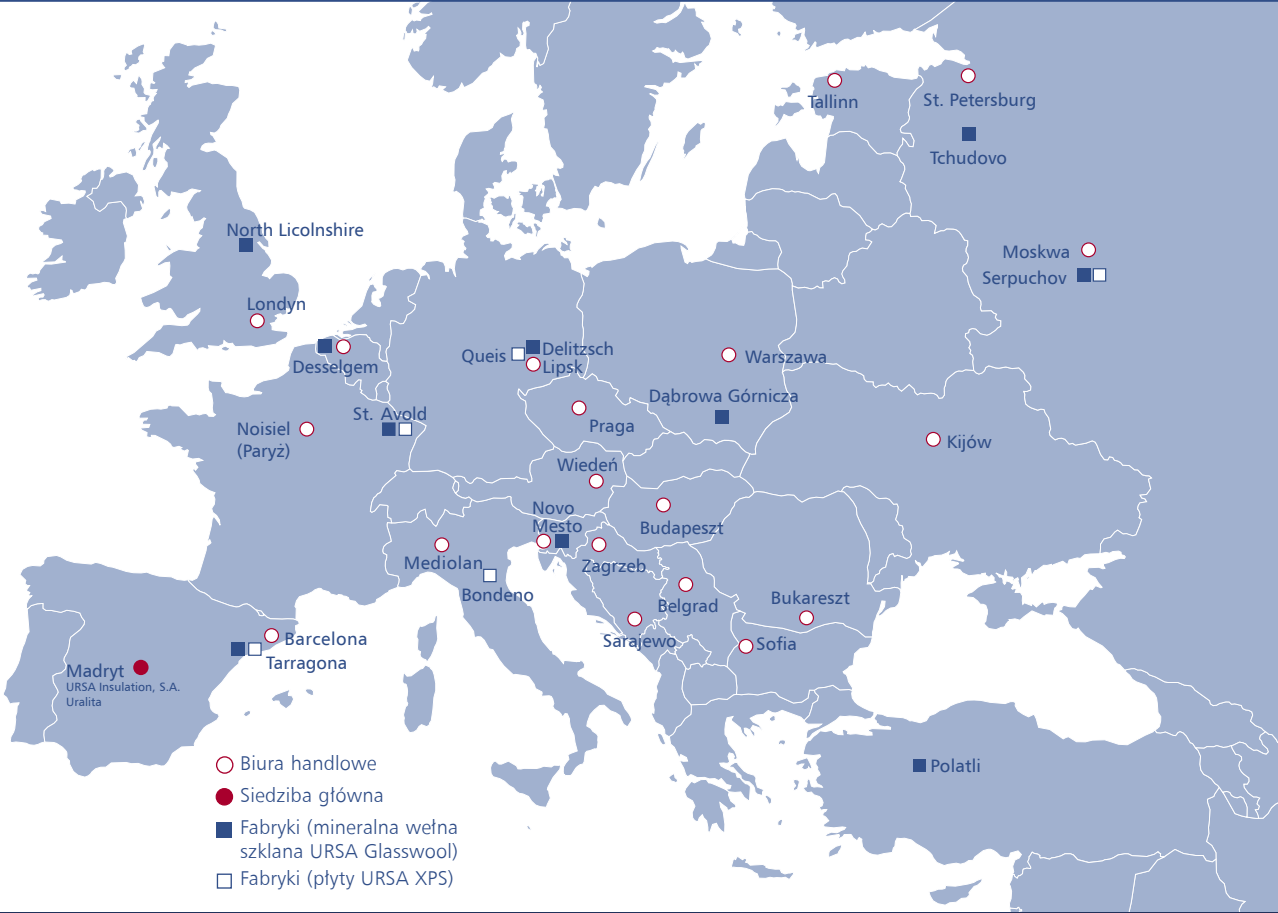 Tallinn
St. Petersburg
Tchudovo
North Licolnshire
Moskwa
Serpuchov
Londyn
Desselgem
Queis
Delitzsch
Lipsk
Warszawa
Dąbrowa Górnicza
St. Avold
Noisiel
(Paryż)
Praga
Kijów
Wiedeń
Novo
Mesto
Budapeszt
Mediolan
Zagrzeb
Bondeno
Belgrad
Bukareszt
Sarajewo
Sofia
Barcelona
Tarragona
Madryt
URSA Insulation, S.A.
Uralita
Polatli
Biura handlowe
Siedziba główna
Fabryki (mineralna wełna
szklana URSA Glasswool)
Fabryki (płyty URSA XPS)